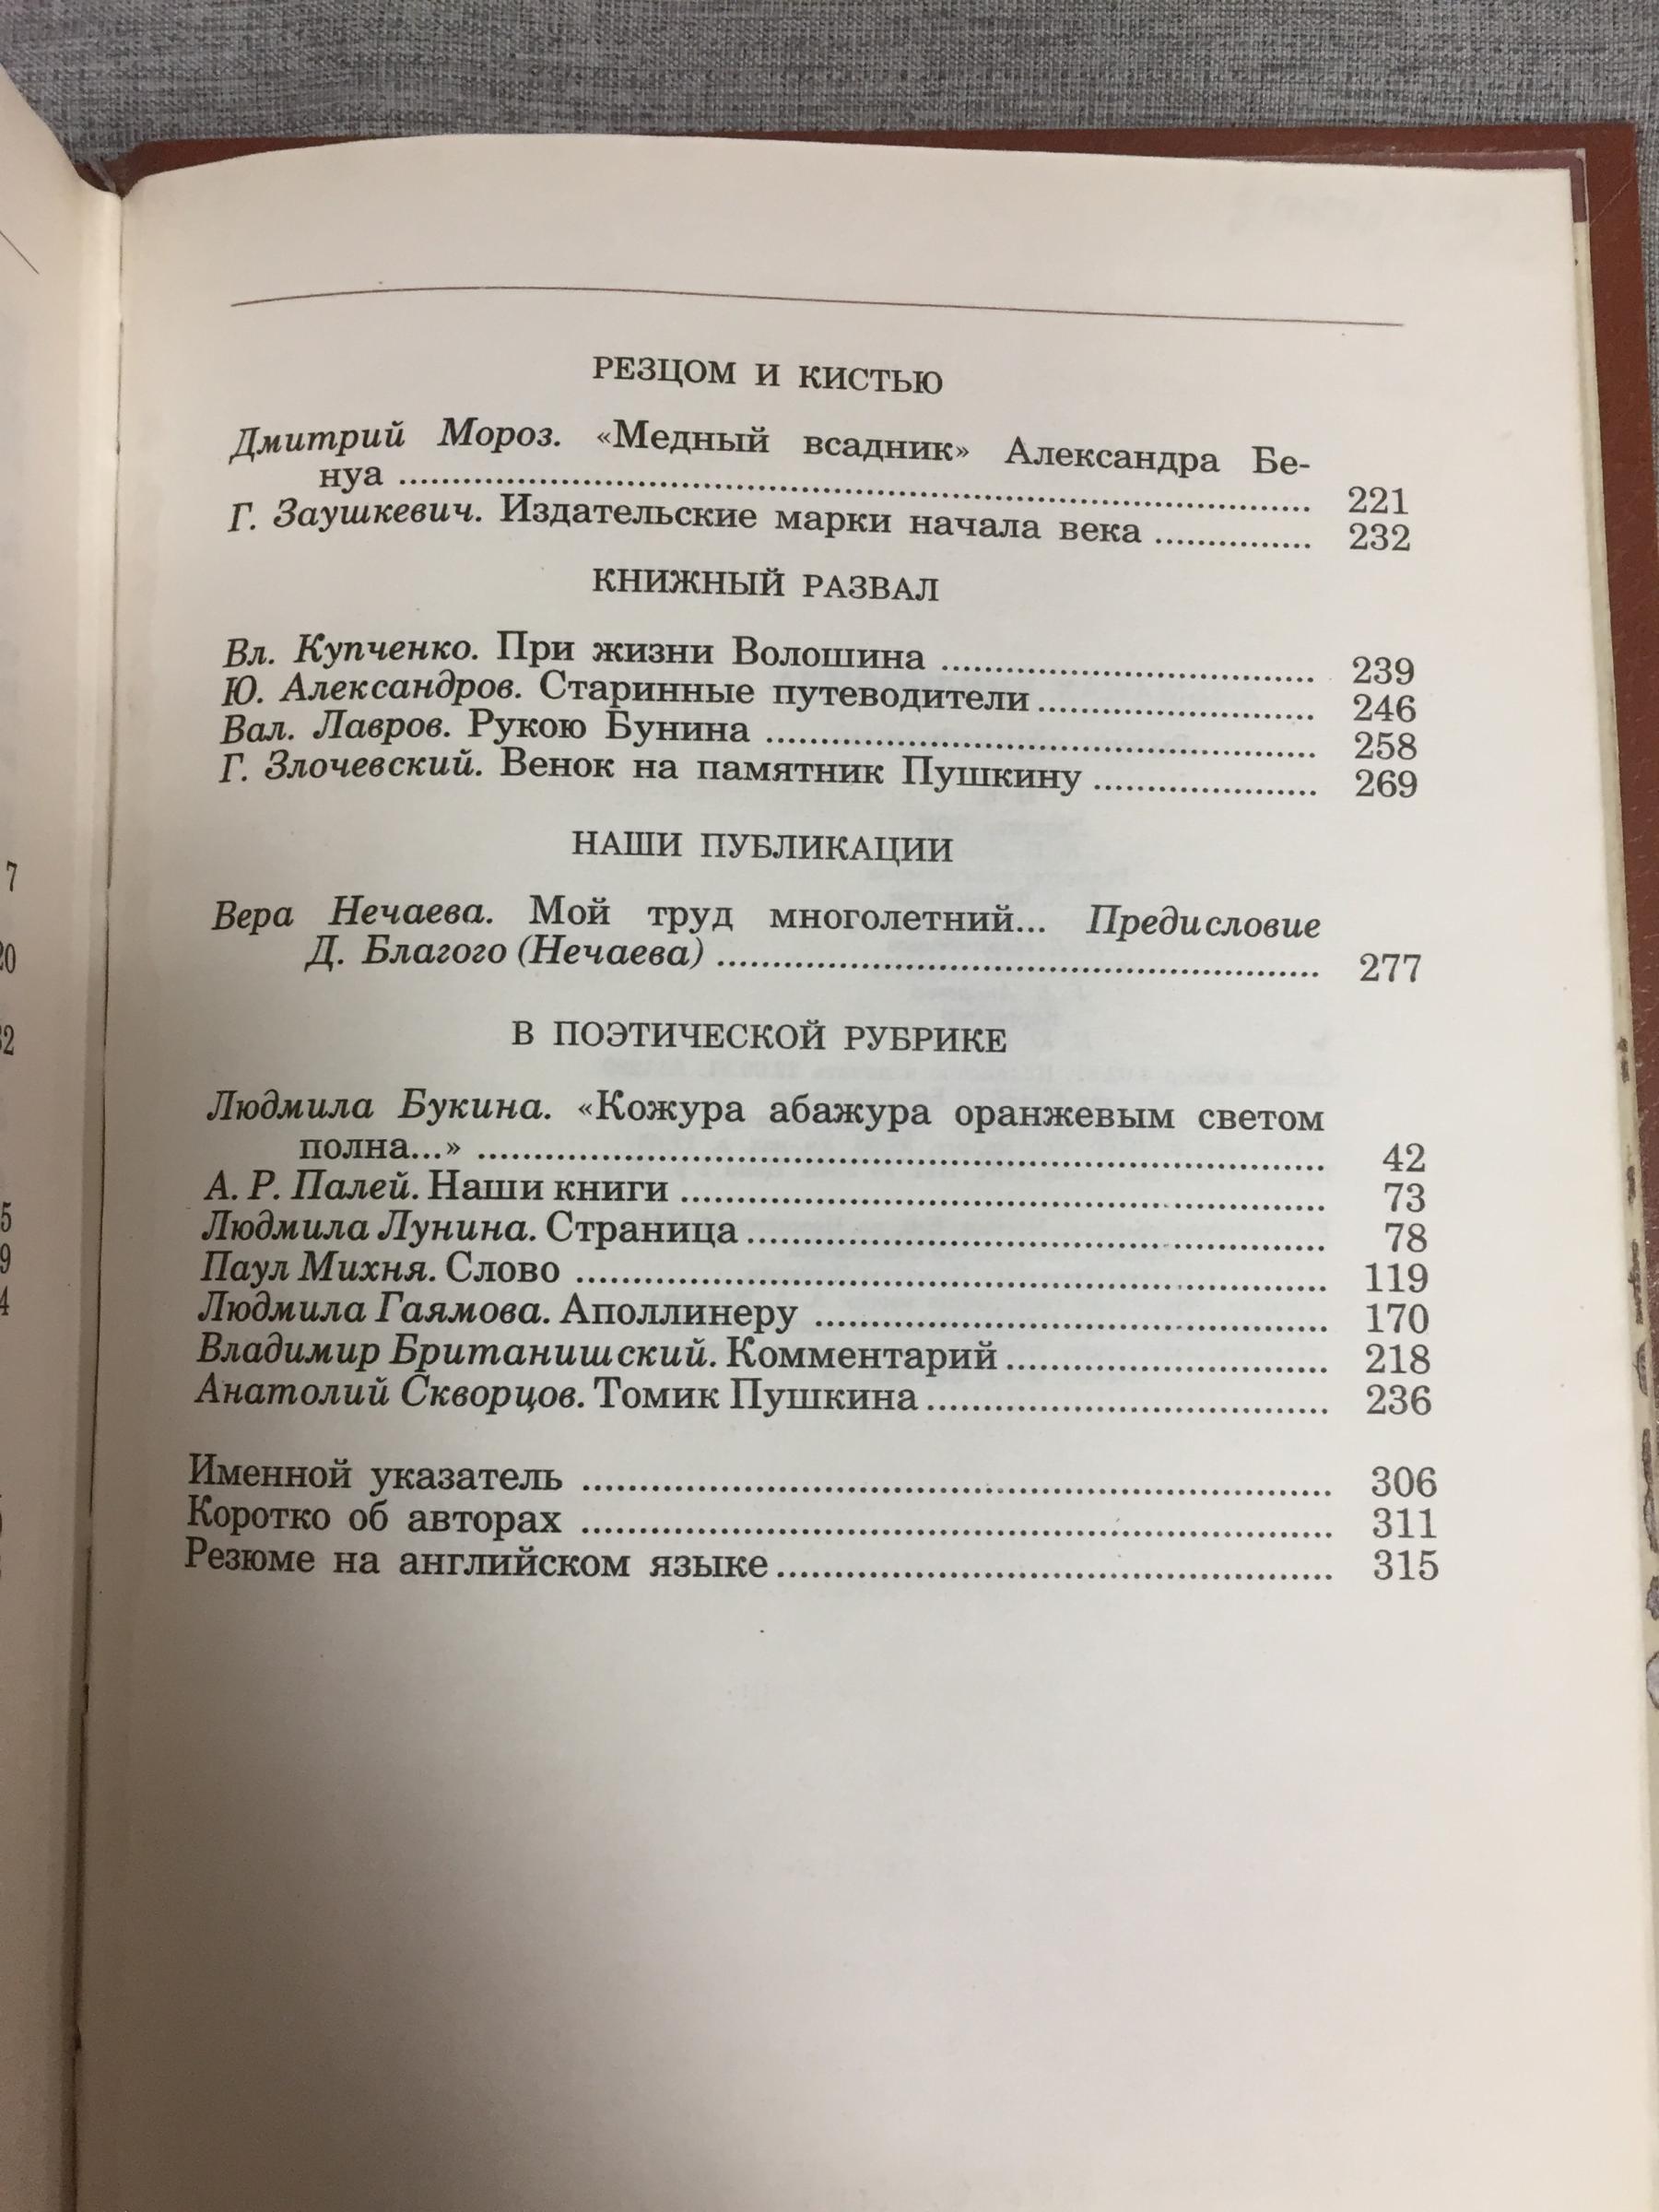 РЕЗЦОМ И КИСТЬЮ
Дмитрий Мороз. «Медный всадник» Александра Бе-
нуа ........ 221
Г. Заушкевич. Издательские марки начала века ........ 232
КНИЖНЫЙ РАЗВАЛ
Вл. Купченко. При жизни Волошина ........ 239
Ю. Александров. Старинные путеводители ........ 246
Вал. Лавров. Рукою Бунина ........ 258
Г. Злочевский. Венок на памятник Пушкину ........ 269
НАШИ ПУБЛИКАЦИИ
Вера Нечаева. Мой труд многолетний... Предисловие
Д. Благого (Нечаева) ........ 277
В ПОЭТИЧЕСКОЙ РУБРИКЕ
Людмила Букина. «Кожура абажура оранжевым светом
полна...» ........ 42
А. Р. Палей. Наши книги ........ 73
Людмила Лунина. Страница ........ 78
Паул Михня. Слово ........ 119
Людмила Гаямова. Аполлинеру ........ 170
Владимир Британишский. Комментарий ........ 218
Анатолий Скворцов. Томик Пушкина ........ 236
Именной указатель ........ 306
Коротко об авторах ........ 311
Резюме на английском языке ........ 315